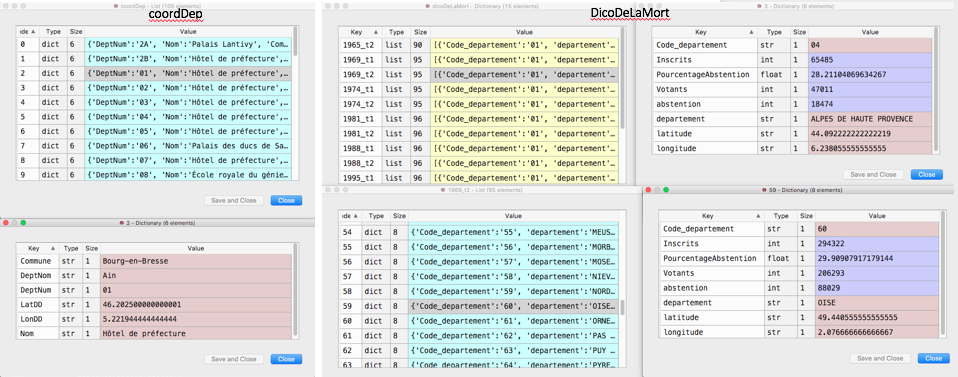 coordDep - List (109 elements)
coordDep
nde Type Size Value
0 dict 6 {'DeptNum':'2A', 'Nom':'Palais Lantivy', 'Com…
1 dict 6 {'DeptNum':'2B', 'Nom':'Hôtel de préfecture',…
2 dict 6 {'DeptNum':'01', 'Nom':'Hôtel de préfecture',…
3 dict 6 {'DeptNum':'02', 'Nom':'Hôtel de préfecture',…
4 dict 6 {'DeptNum':'03', 'Nom':'Hôtel de préfecture',…
5 dict 6 {'DeptNum':'04', 'Nom':'Hôtel de préfecture',…
6 dict 6 {'DeptNum':'05', 'Nom':'Hôtel de préfecture',…
7 dict 6 {'DeptNum':'06', 'Nom':'Palais des ducs de Sa…
8 dict 6 {'DeptNum':'07', 'Nom':'Hôtel de préfecture',…
9 dict 6 {'DeptNum':'08', 'Nom':'École royale du génie…
Save and Close Close
2 - Dictionary (6 elements)
Key Type Size Value
Commune str 1 Bourg-en-Bresse
DeptNom str 1 Ain
DeptNum str 1 01
LatDD str 1 46.202500000000001
LonDD str 1 5.221944444444444
Nom str 1 Hôtel de préfecture
Save and Close Close
dicoDeLaMort - Dictionary (15 elements)
DicoDeLaMort
Key Type Size Value
1965_t2 list 90 [{'Code_departement':'01', 'departement'…
1969_t1 list 95 [{'Code_departement':'01', 'departement'…
1969_t2 list 95 [{'Code_departement':'01', 'departement'…
1974_t1 list 95 [{'Code_departement':'01', 'departement'…
1974_t2 list 95 [{'Code_departement':'01', 'departement'…
1981_t1 list 96 [{'Code_departement':'01', 'departement'…
1981_t2 list 96 [{'Code_departement':'01', 'departement'…
1988_t1 list 96 [{'Code_departement':'01', 'departement'…
1988_t2 list 96 [{'Code_departement':'01', 'departement'…
1995_t1 list 96 [{'Code_departement':'01', 'departement'…
1969_t2 - List (95 elements)
nde Type Size Value
54 dict 8 {'Code_departement':'55', 'departement':'MEUS…
55 dict 8 {'Code_departement':'56', 'departement':'MORB…
56 dict 8 {'Code_departement':'57', 'departement':'MOSE…
57 dict 8 {'Code_departement':'58', 'departement':'NIEV…
58 dict 8 {'Code_departement':'59', 'departement':'NORD…
59 dict 8 {'Code_departement':'60', 'departement':'OISE…
60 dict 8 {'Code_departement':'61', 'departement':'ORNE…
61 dict 8 {'Code_departement':'62', 'departement':'PAS …
62 dict 8 {'Code_departement':'63', 'departement':'PUY …
63 dict 8 {'Code_departement':'64', 'departement':'PYRE…
3 - Dictionary (8 elements)
Key Type Size Value
Code_departement str 1 04
Inscrits int 1 65485
PourcentageAbstention float 1 28.21104069634267
Votants int 1 47011
abstention int 1 18474
departement str 1 ALPES DE HAUTE PROVENCE
latitude str 1 44.092222222222219
longitude str 1 6.238055555555555
Save and Close Close
59 - Dictionary (8 elements)
Key Type Size Value
Code_departement str 1 60
Inscrits int 1 294322
PourcentageAbstention float 1 29.90907917179144
Votants int 1 206293
abstention int 1 88029
departement str 1 OISE
latitude str 1 49.440555555555555
longitude str 1 2.076666666666667
Save and Close Close